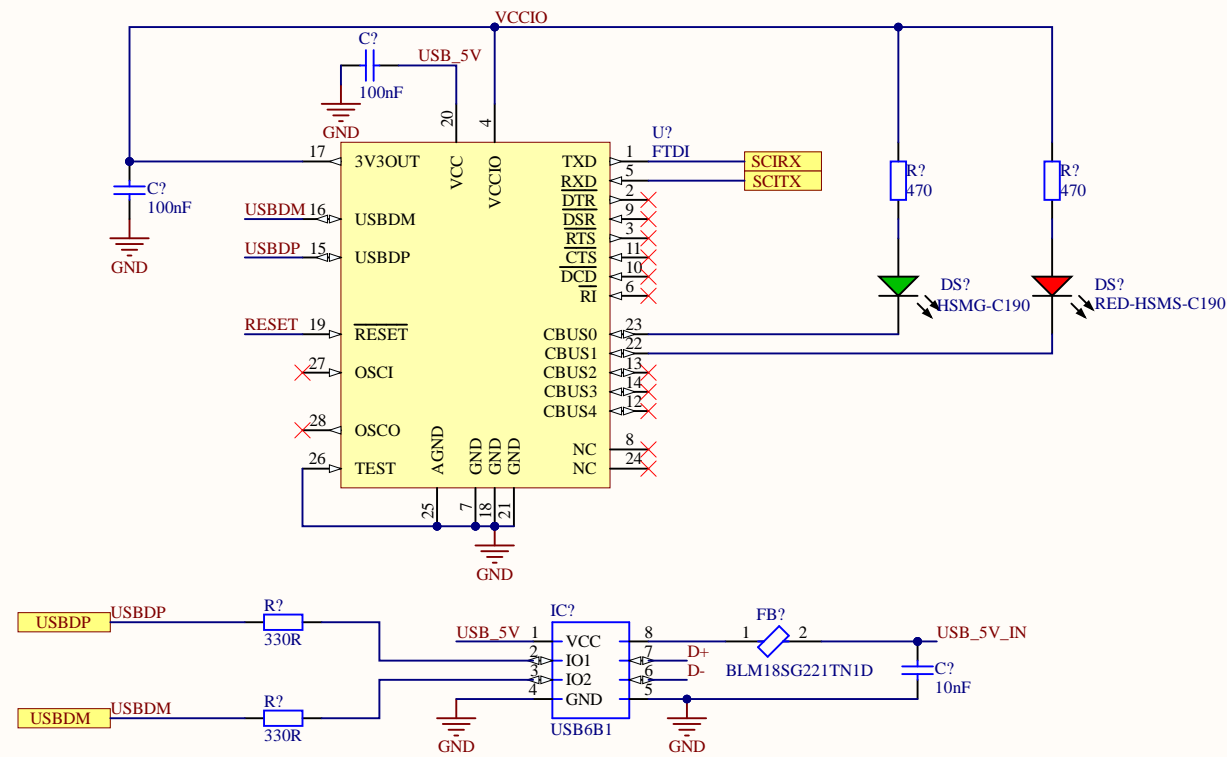 VCCIO
C?
USB_5V
100nF
GND
20
4
U?
FTDI
17
3V3OUT
VCC
VCCIO
TXD
1
SCIRX
RXD
5
SCITX
C?
100nF
DTR
2
R?
470
R?
470
USBDM
16
USBDM
DSR
9
RTS
3
USBDP
15
USBDP
CTS
11
GND
DCD
10
RI
6
DS?
HSMG-C190
DS?
RED-HSMS-C190
RESET
19
RESET
CBUS0
23
CBUS1
22
27
OSCI
CBUS2
13
CBUS3
14
CBUS4
12
28
OSCO
AGND
GND
GND
GND
NC
8
26
TEST
NC
24
25
7
18
21
GND
USBDP
USBDP
R?
330R
IC?
FB?
USB_5V
1
VCC
8
1
2
USB_5V_IN
2
IO1
7
D+
BLM18SG221TN1D
C?
10nF
3
IO2
6
D-
4
GND
5
USBDM
USBDM
R?
330R
USB6B1
GND
GND